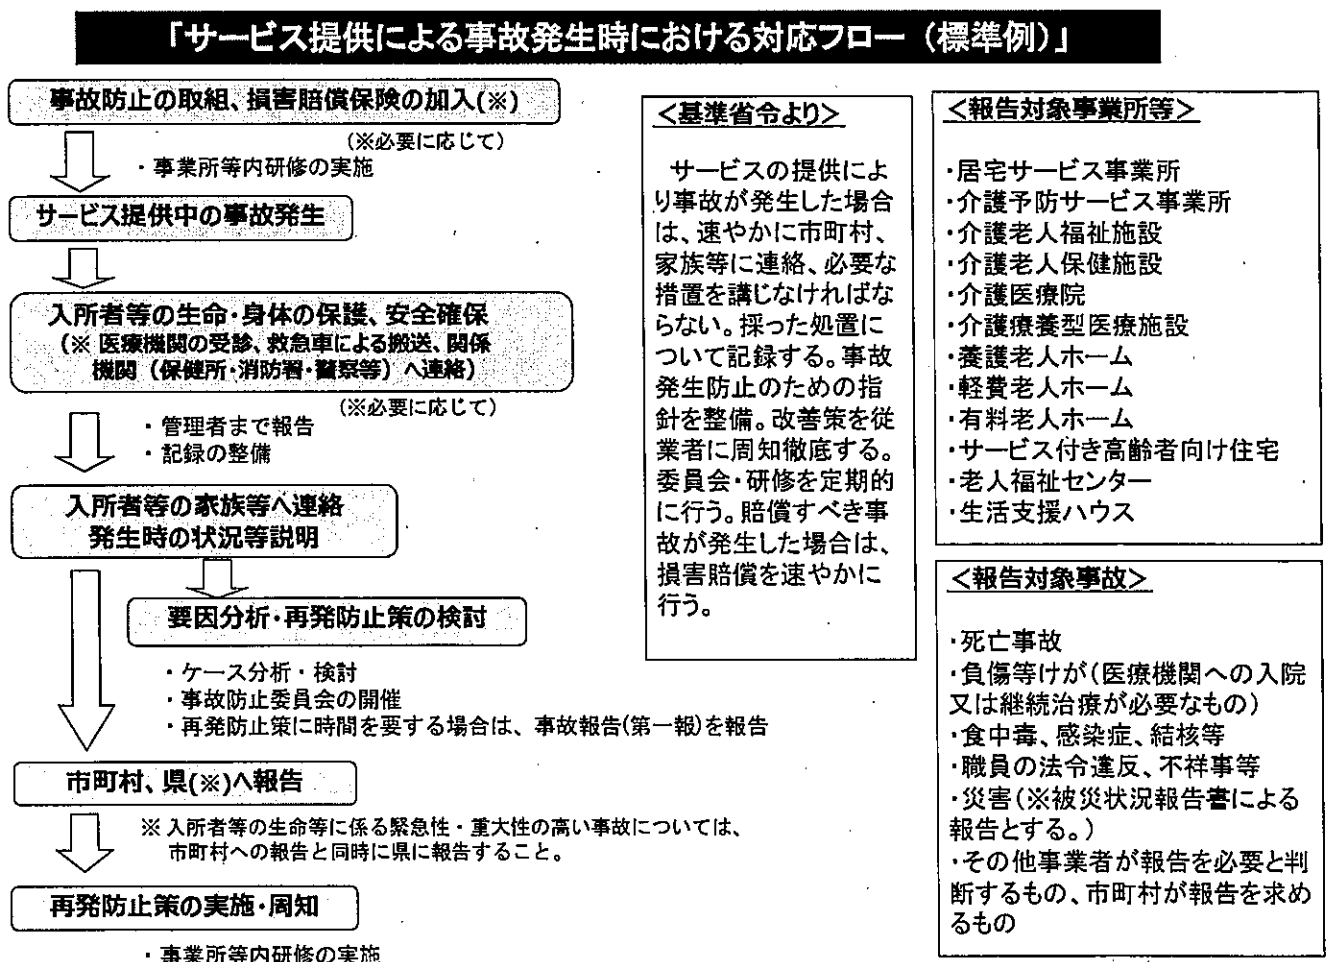 「サービス提供による事故発生時における対応フロー（標準例）」
事故防止の取組、損害賠償保険の加入(※)
(※必要に応じて)
・事業所等内研修の実施
サービス提供中の事故発生
入所者等の生命・身体の保護、安全確保
(※ 医療機関の受診、救急車による搬送、関係
機関（保健所・消防署・警察等）へ連絡)
(※必要に応じて)
・管理者まで報告
・記録の整備
入所者等の家族等へ連絡
発生時の状況等説明
要因分析・再発防止策の検討
・ケース分析・検討
・事故防止委員会の開催
・再発防止策に時間を要する場合は、事故報告(第一報)を報告
市町村、県(※)へ報告
※ 入所者等の生命等に係る緊急性・重大性の高い事故については、
市町村への報告と同時に県に報告すること。
再発防止策の実施・周知
・事業所等内研修の実施
＜基準省令より＞
サービスの提供によ
り事故が発生した場合
は、速やかに市町村、
家族等に連絡、必要な
措置を講じなければな
らない。採った処置に
ついて記録する。事故
発生防止のための指
針を整備。改善策を従
業者に周知徹底する。
委員会・研修を定期的
に行う。賠償すべき事
故が発生した場合は、
損害賠償を速やかに
行う。
＜報告対象事業所等＞
・居宅サービス事業所
・介護予防サービス事業所
・介護老人福祉施設
・介護老人保健施設
・介護医療院
・介護療養型医療施設
・養護老人ホーム
・軽費老人ホーム
・有料老人ホーム
・サービス付き高齢者向け住宅
・老人福祉センター
・生活支援ハウス
＜報告対象事故＞
・死亡事故
・負傷等けが（医療機関への入院
又は継続治療が必要なもの）
・食中毒、感染症、結核等
・職員の法令違反、不祥事等
・災害（※被災状況報告書による
報告とする。）
・その他事業者が報告を必要と判
断するもの、市町村が報告を求め
るもの